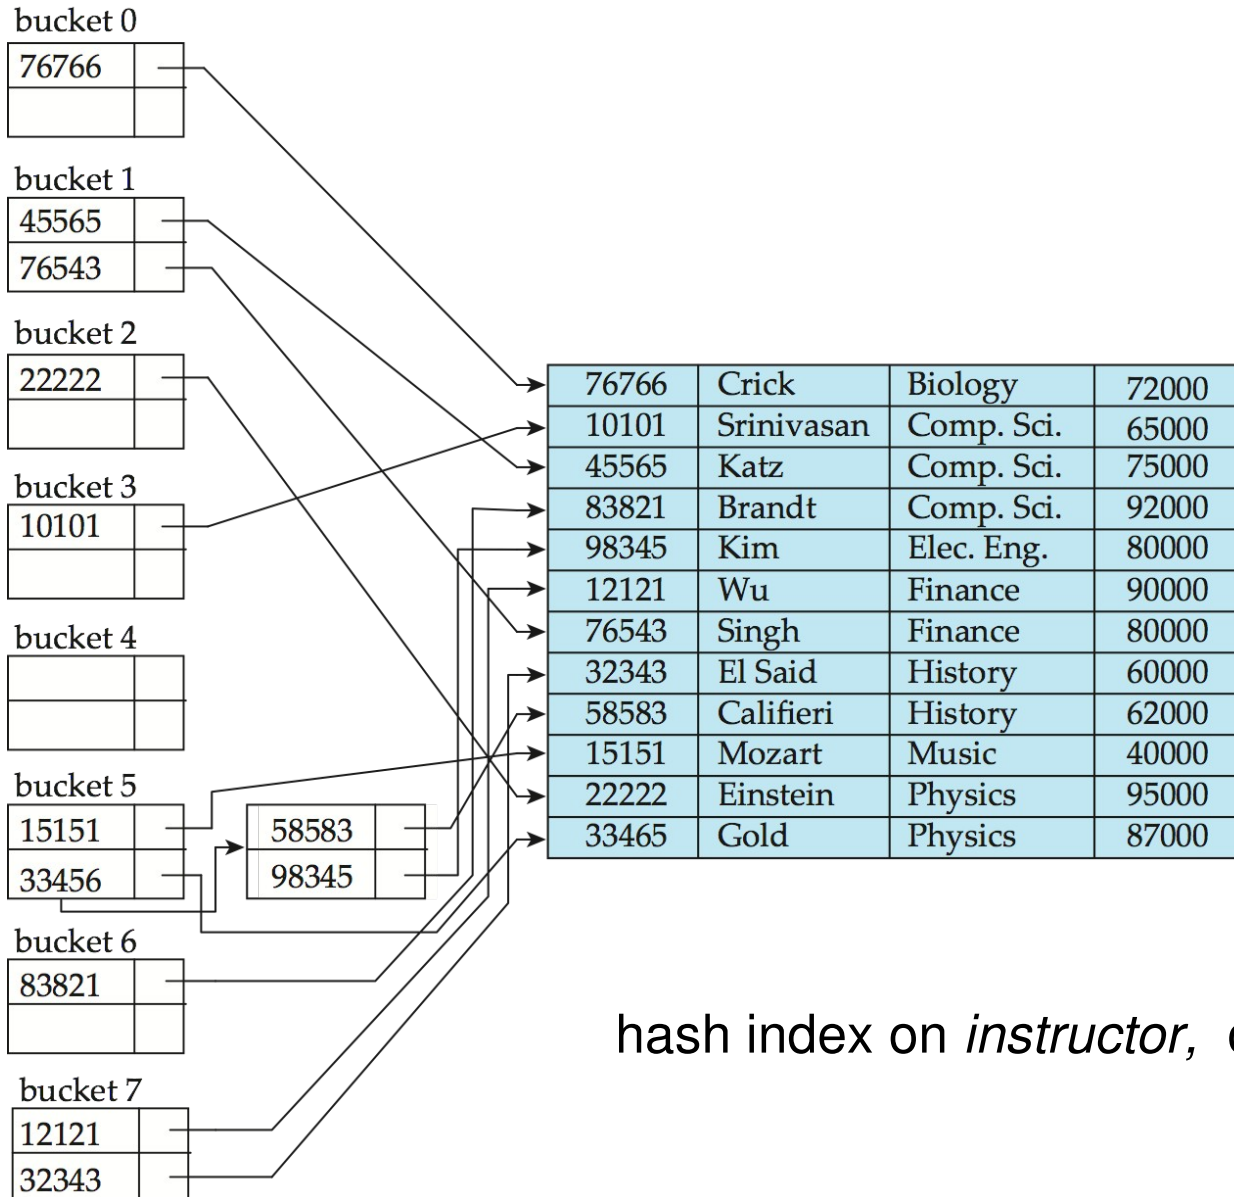 bucket 0
76766
bucket 1
45565
76543
bucket 2
22222
bucket 3
10101
bucket 4
bucket 5
15151
33456
58583
98345
bucket 6
83821
bucket 7
12121
32343
76766 Crick Biology 72000
10101 Srinivasan Comp. Sci. 65000
45565 Katz Comp. Sci. 75000
83821 Brandt Comp. Sci. 92000
98345 Kim Elec. Eng. 80000
12121 Wu Finance 90000
76543 Singh Finance 80000
32343 El Said History 60000
58583 Califieri History 62000
15151 Mozart Music 40000
22222 Einstein Physics 95000
33465 Gold Physics 87000
hash index on instructor,